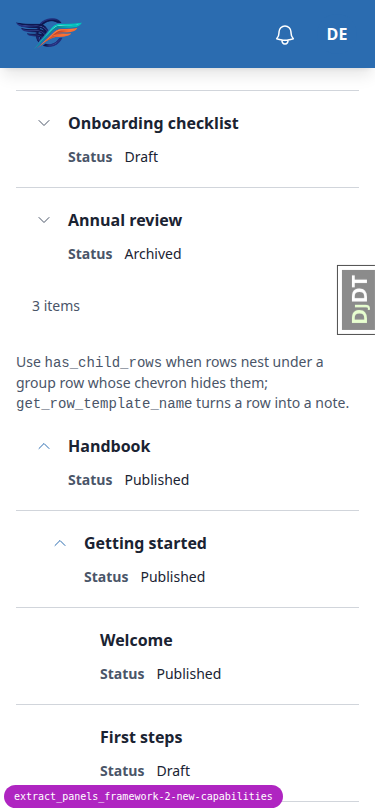 DE
Onboarding checklist
Status Draft
Annual review
Status Archived
DjDT
3 items
Use has_child_rows when rows nest under a
group row whose chevron hides them;
get_row_template_name turns a row into a note.
Handbook
Status Published
Getting started
Status Published
Welcome
Status Published
First steps
Status Draft
extract_panels_framework-2-new-capabilities